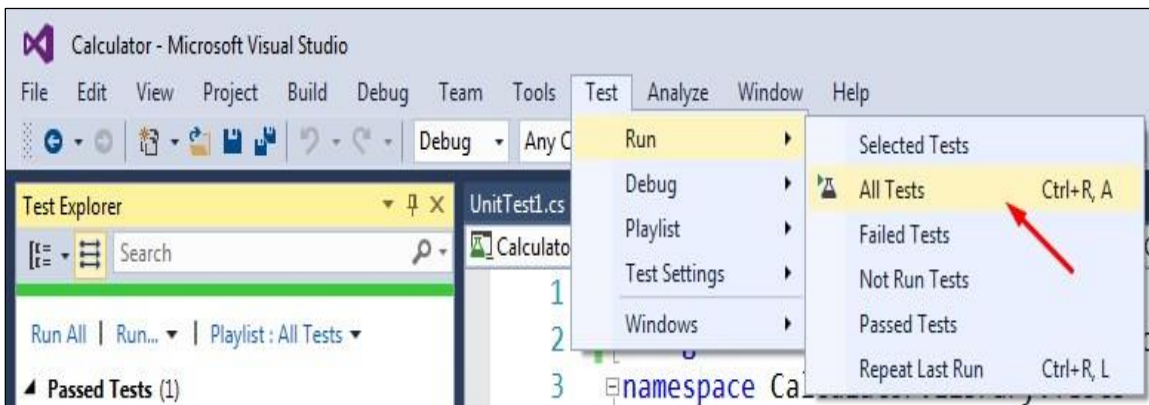 Calculator - Microsoft Visual Studio
File Edit View Project Build Debug Team Tools Test Analyze Window Help
Debug Any C
Run
Debug
Playlist
Test Settings
Windows
Selected Tests
All Tests Ctrl+R, A
Failed Tests
Not Run Tests
Passed Tests
Repeat Last Run Ctrl+R, L
Test Explorer
Search
Run All | Run... | Playlist : All Tests
Passed Tests (1)
UnitTest1.cs
Calculato
1
2
3 namespace Ca